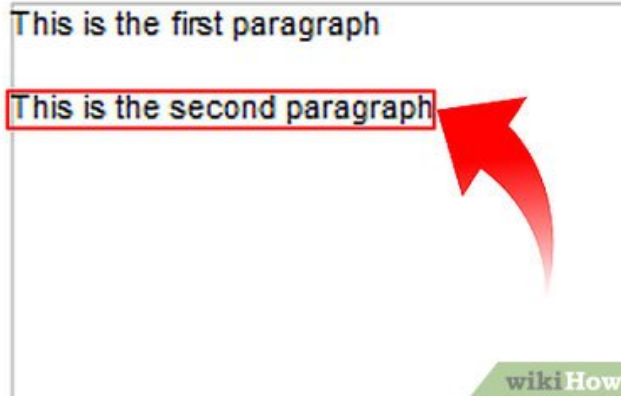 This is the first paragraph
This is the second paragraph
wikiHow